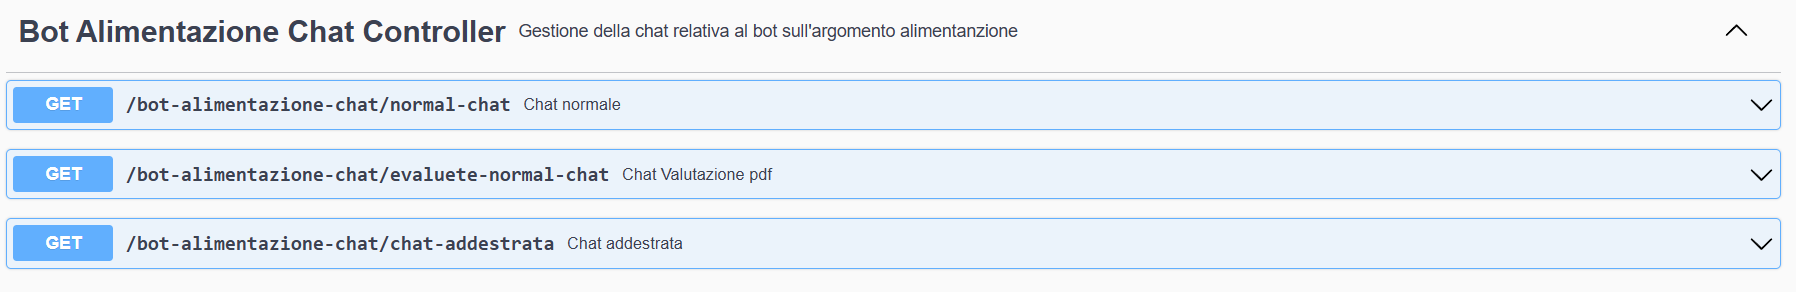 Bot Alimentazione Chat Controller Gestione della chat relativa al bot sull'argomento alimentanzione
GET /bot-alimentazione-chat/normal-chat Chat normale
GET /bot-alimentazione-chat/evaluete-normal-chat Chat Valutazione pdf
GET /bot-alimentazione-chat/chat-addestrata Chat addestrata